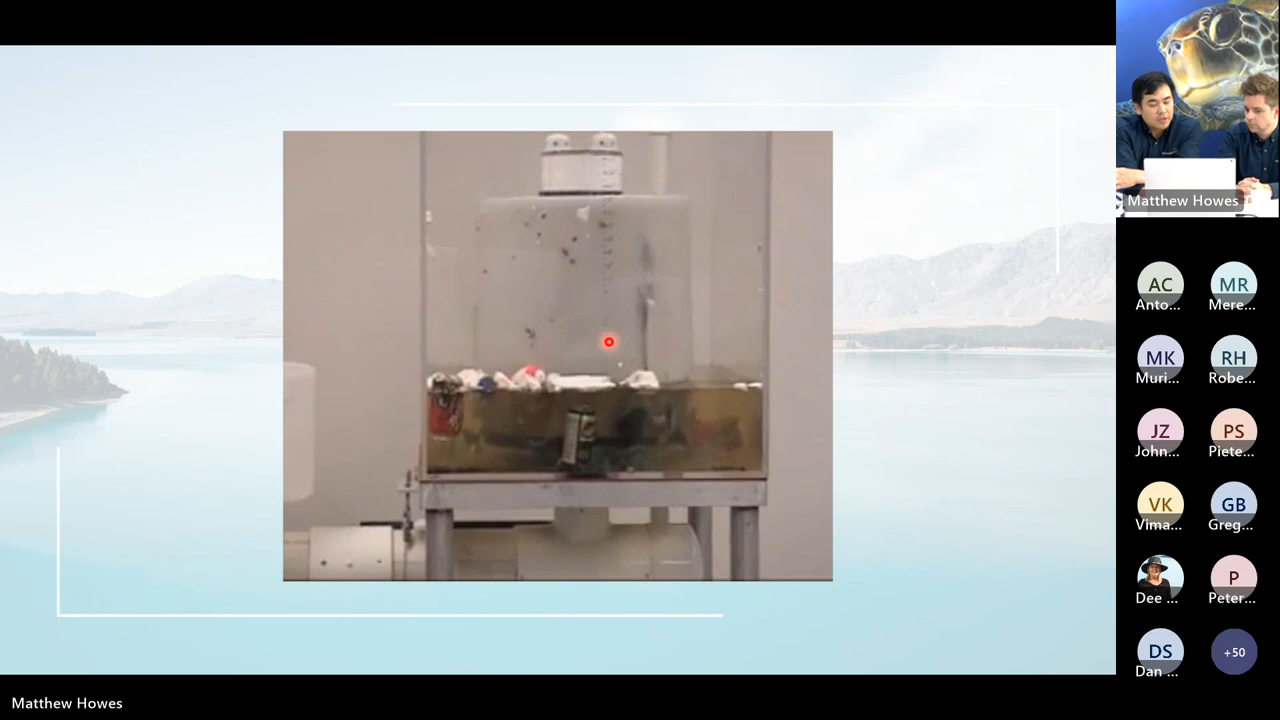 Matthew Howes
AC
Anto...
MR
Mere...
MK
Muri...
RH
Robe...
JZ
John...
PS
Piete...
VK
Vima...
GB
Greg...
Dee ...
P
Peter...
DS
Dan ...
+50
Matthew Howes